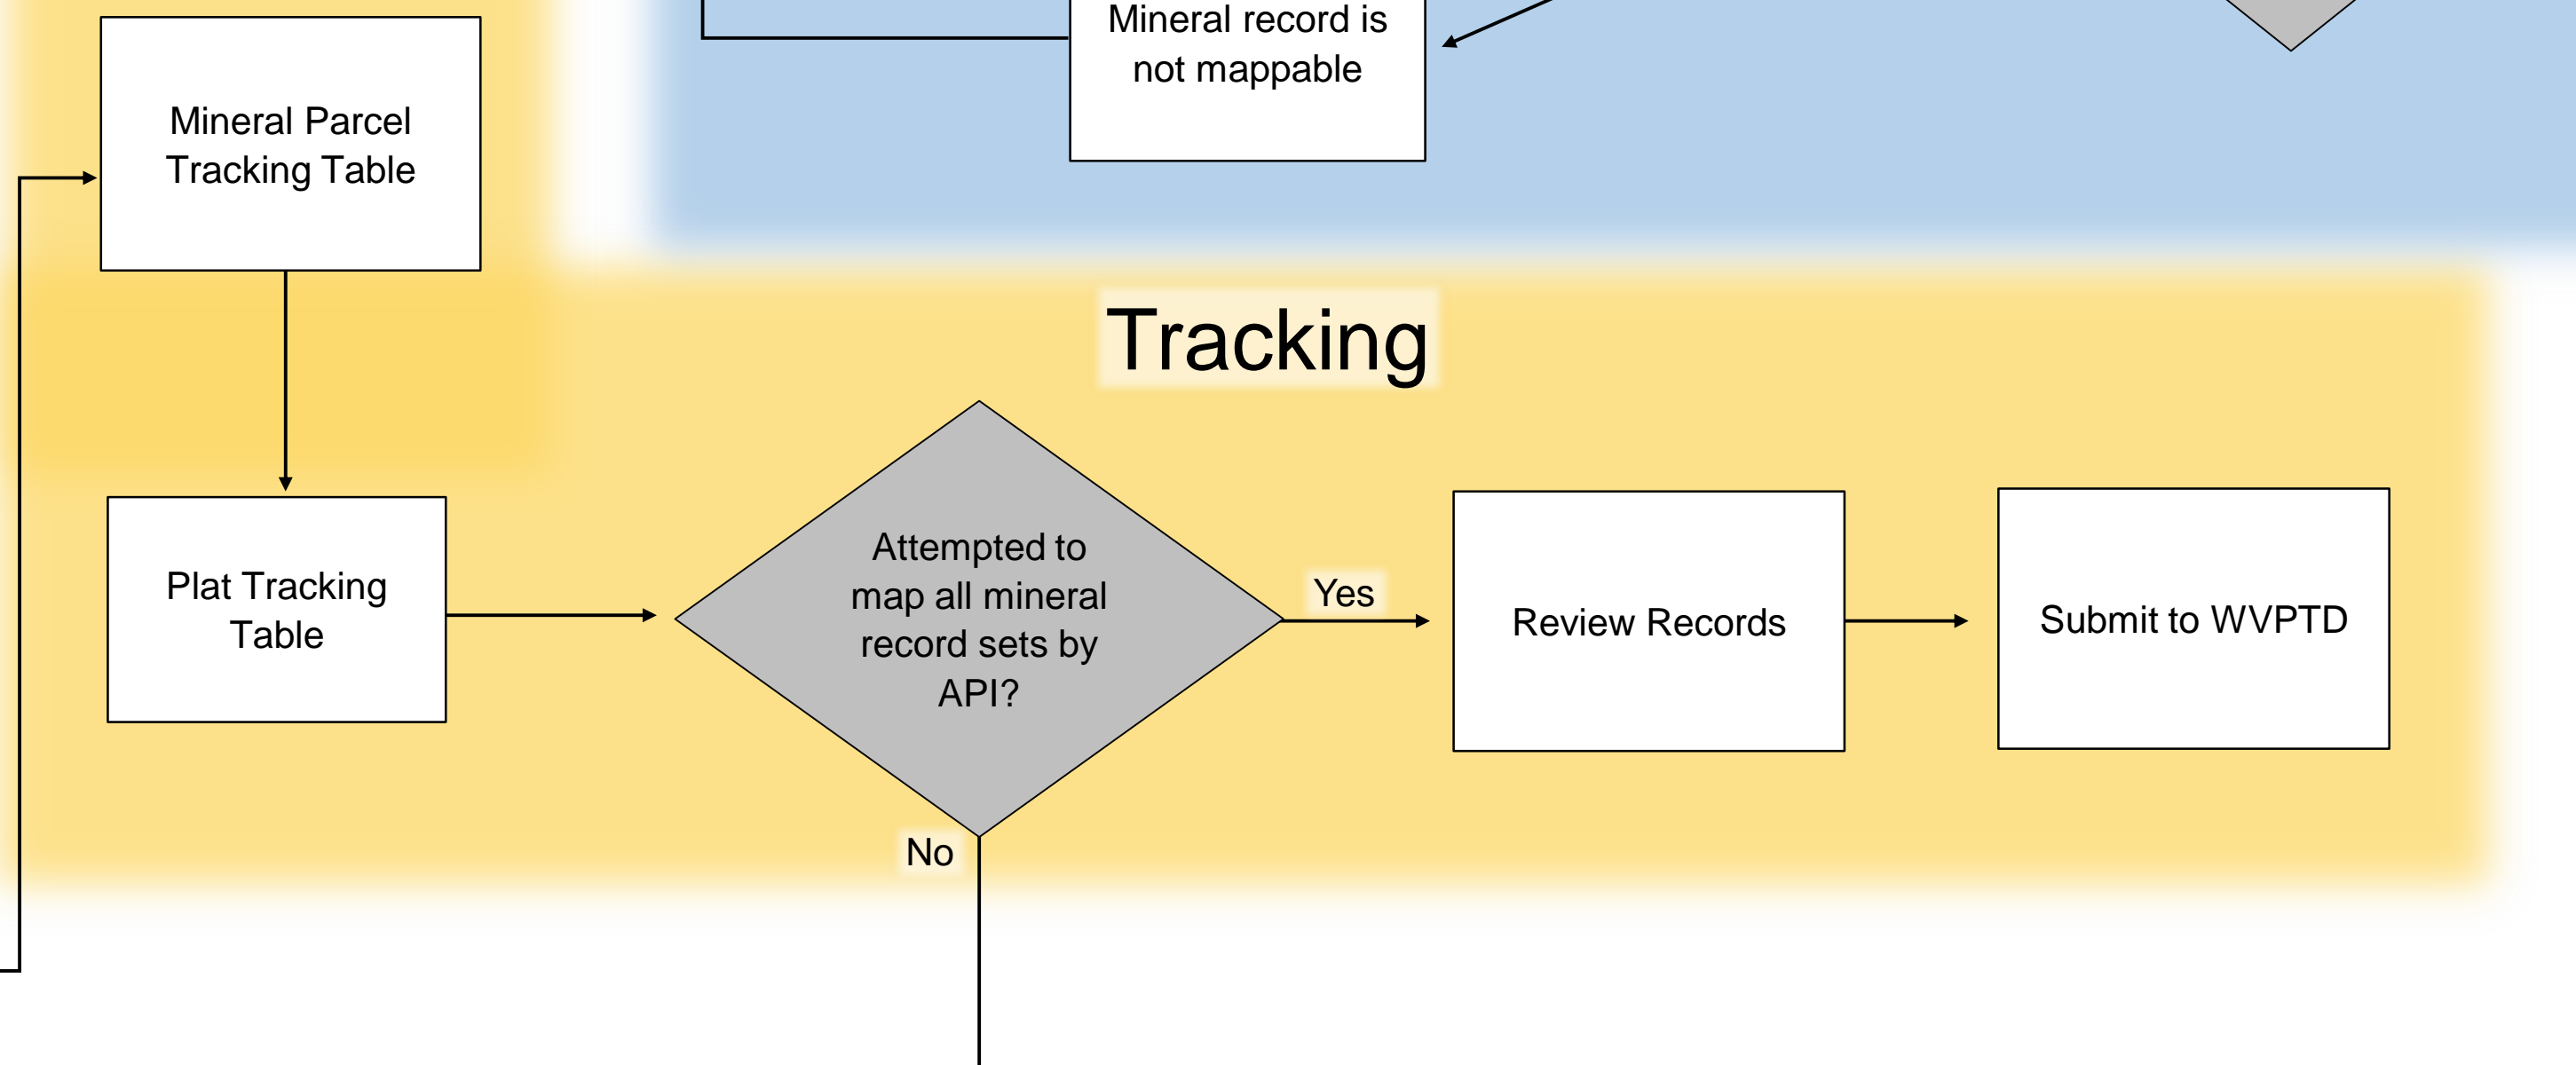 Mineral record is
not mappable
Mineral Parcel
Tracking Table
Tracking
Plat Tracking
Table
Attempted to
map all mineral
record sets by
API?
Yes
Review Records
Submit to WVPTD
No